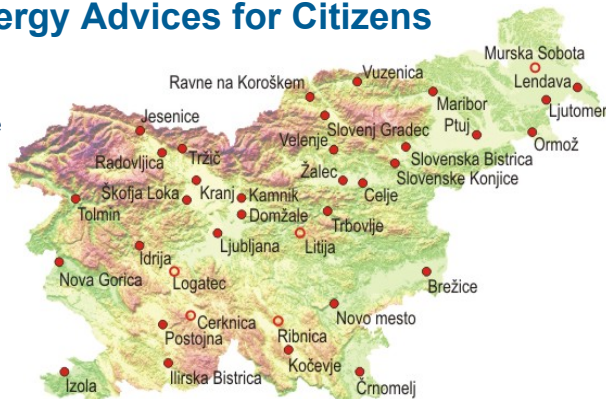 ergy Advices for Citizens
Murska Sobota
Vuzenica
Ravne na Koroškem
Lendava
Maribor
Ljutomer
Jesenice
Slovenj Gradec
Ptuj
Velenje
Ormož
Radovljica
Tržič
Slovenska Bistrica
Žalec
Slovenske Konjice
Škofja Loka
Kranj
Kamnik
Celje
Tolmin
Domžale
Trbovlje
Ljubljana
Litija
Idrija
Nova Gorica
Logatec
Brežice
Cerknica
Novo mesto
Postojna
Ribnica
Kočevje
Ilirska Bistrica
Izola
Črnomelj